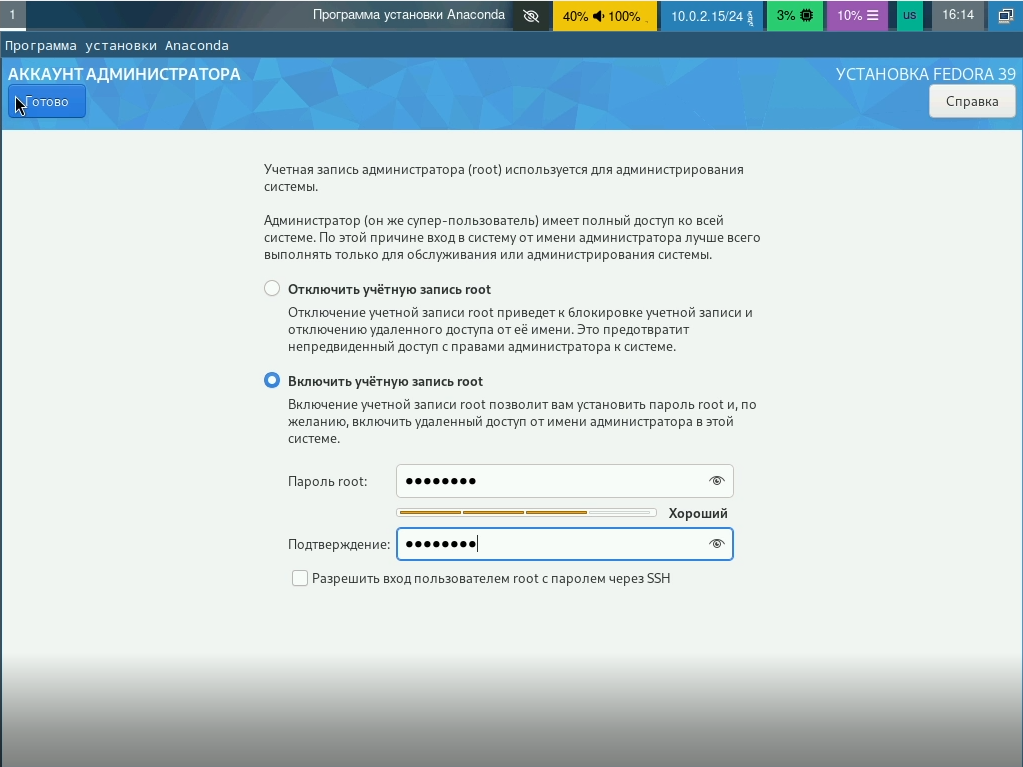 1 Программа установки Anaconda 40% 100% 10.0.2.15/24 3% 10% us 16:14
Программа установки Anaconda
АККАУНТ АДМИНИСТРАТОРА УСТАНОВКА FEDORA 39
Готово Справка
Учетная запись администратора (root) используется для администрирования
системы.
Администратор (он же супер-пользователь) имеет полный доступ ко всей
системе. По этой причине вход в систему от имени администратора лучше всего
выполнять только для обслуживания или администрирования системы.
Отключить учётную запись root
Отключение учетной записи root приведет к блокировке учетной записи и
отключению удаленного доступа от её имени. Это предотвратит
непредвиденный доступ с правами администратора к системе.
Включить учётную запись root
Включение учетной записи root позволит вам установить пароль root и, по
желанию, включить удаленный доступ от имени администратора в этой
системе.
Пароль root: ●●●●●●●●
Хороший
Подтверждение: ●●●●●●●●
Разрешить вход пользователем root с паролем через SSH